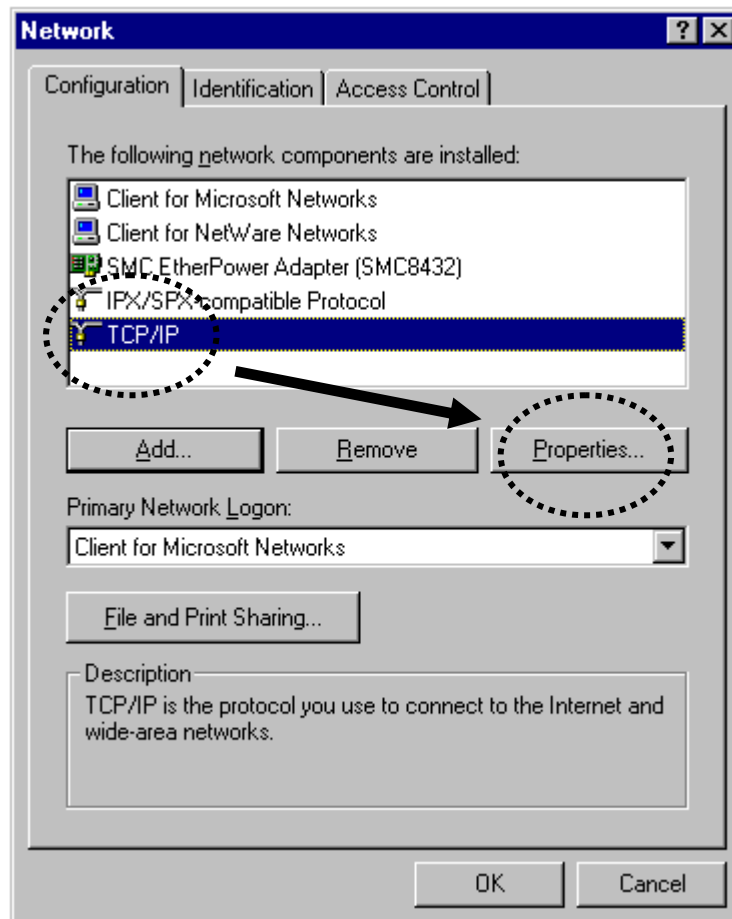 Network
Configuration Identification Access Control
The following network components are installed:
Client for Microsoft Networks
Client for NetWare Networks
SMC EtherPower Adapter (SMC8432)
IPX/SPX-compatible Protocol
TCP/IP
Add... Remove Properties...
Primary Network Logon:
Client for Microsoft Networks
File and Print Sharing...
Description
TCP/IP is the protocol you use to connect to the Internet and
wide-area networks.
OK Cancel